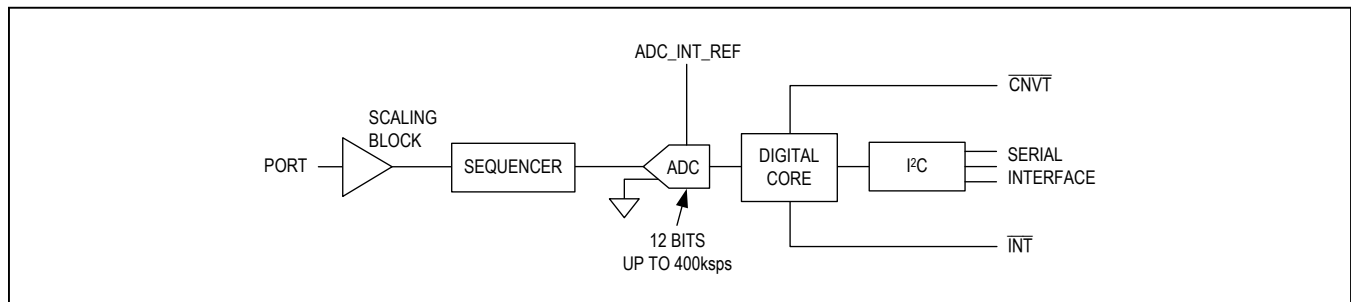 ADC_INT_REF
CNVT
SCALING
BLOCK
PORT
SEQUENCER
ADC
DIGITAL
CORE
I²C
SERIAL
INTERFACE
12 BITS
UP TO 400ksps
INT